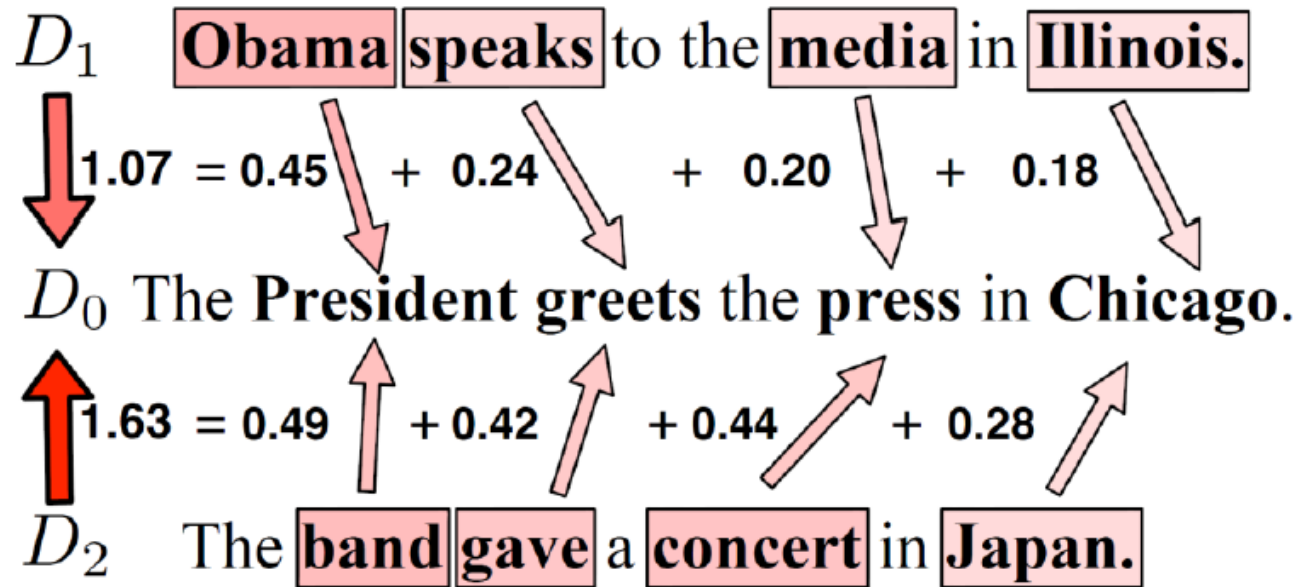 D₁ Obama speaks to the media in Illinois.
1.07 = 0.45 + 0.24 + 0.20 + 0.18
D₀ The President greets the press in Chicago.
1.63 = 0.49 + 0.42 + 0.44 + 0.28
D₂ The band gave a concert in Japan.